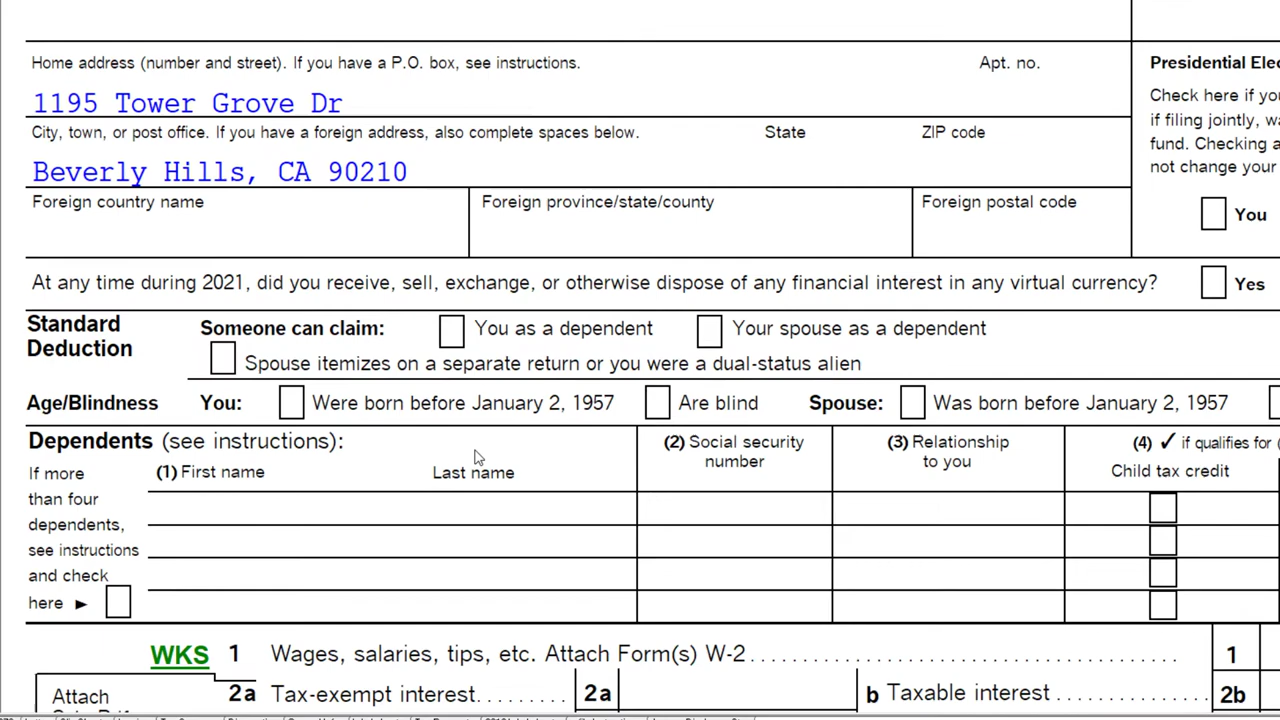 Home address (number and street). If you have a P.O. box, see instructions. Apt. no.
Presidential Elec
1195 Tower Grove Dr
Check here if you
if filing jointly, wa
City, town, or post office. If you have a foreign address, also complete spaces below. State ZIP code
fund. Checking a
Beverly Hills, CA 90210
not change your
Foreign country name Foreign province/state/county Foreign postal code
You
At any time during 2021, did you receive, sell, exchange, or otherwise dispose of any financial interest in any virtual currency? Yes
Standard Deduction
Someone can claim: You as a dependent Your spouse as a dependent
Spouse itemizes on a separate return or you were a dual-status alien
Age/Blindness You: Were born before January 2, 1957 Are blind Spouse: Was born before January 2, 1957
Dependents (see instructions):
(2) Social security number
(3) Relationship to you
(4) ✓ if qualifies for (
If more than four dependents, see instructions and check here ►
(1) First name Last name
Child tax credit
WKS 1 Wages, salaries, tips, etc. Attach Form(s) W-2 1
Attach
2a Tax-exempt interest 2a b Taxable interest 2b